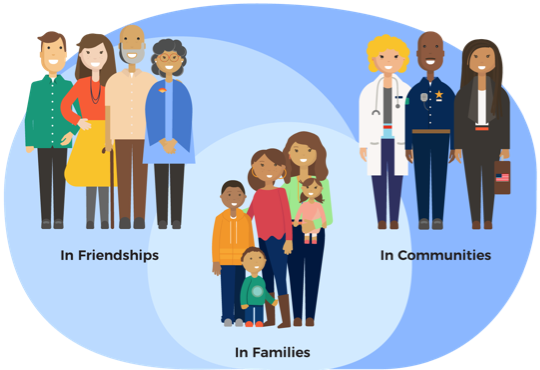 In Friendships
In Communities
In Families